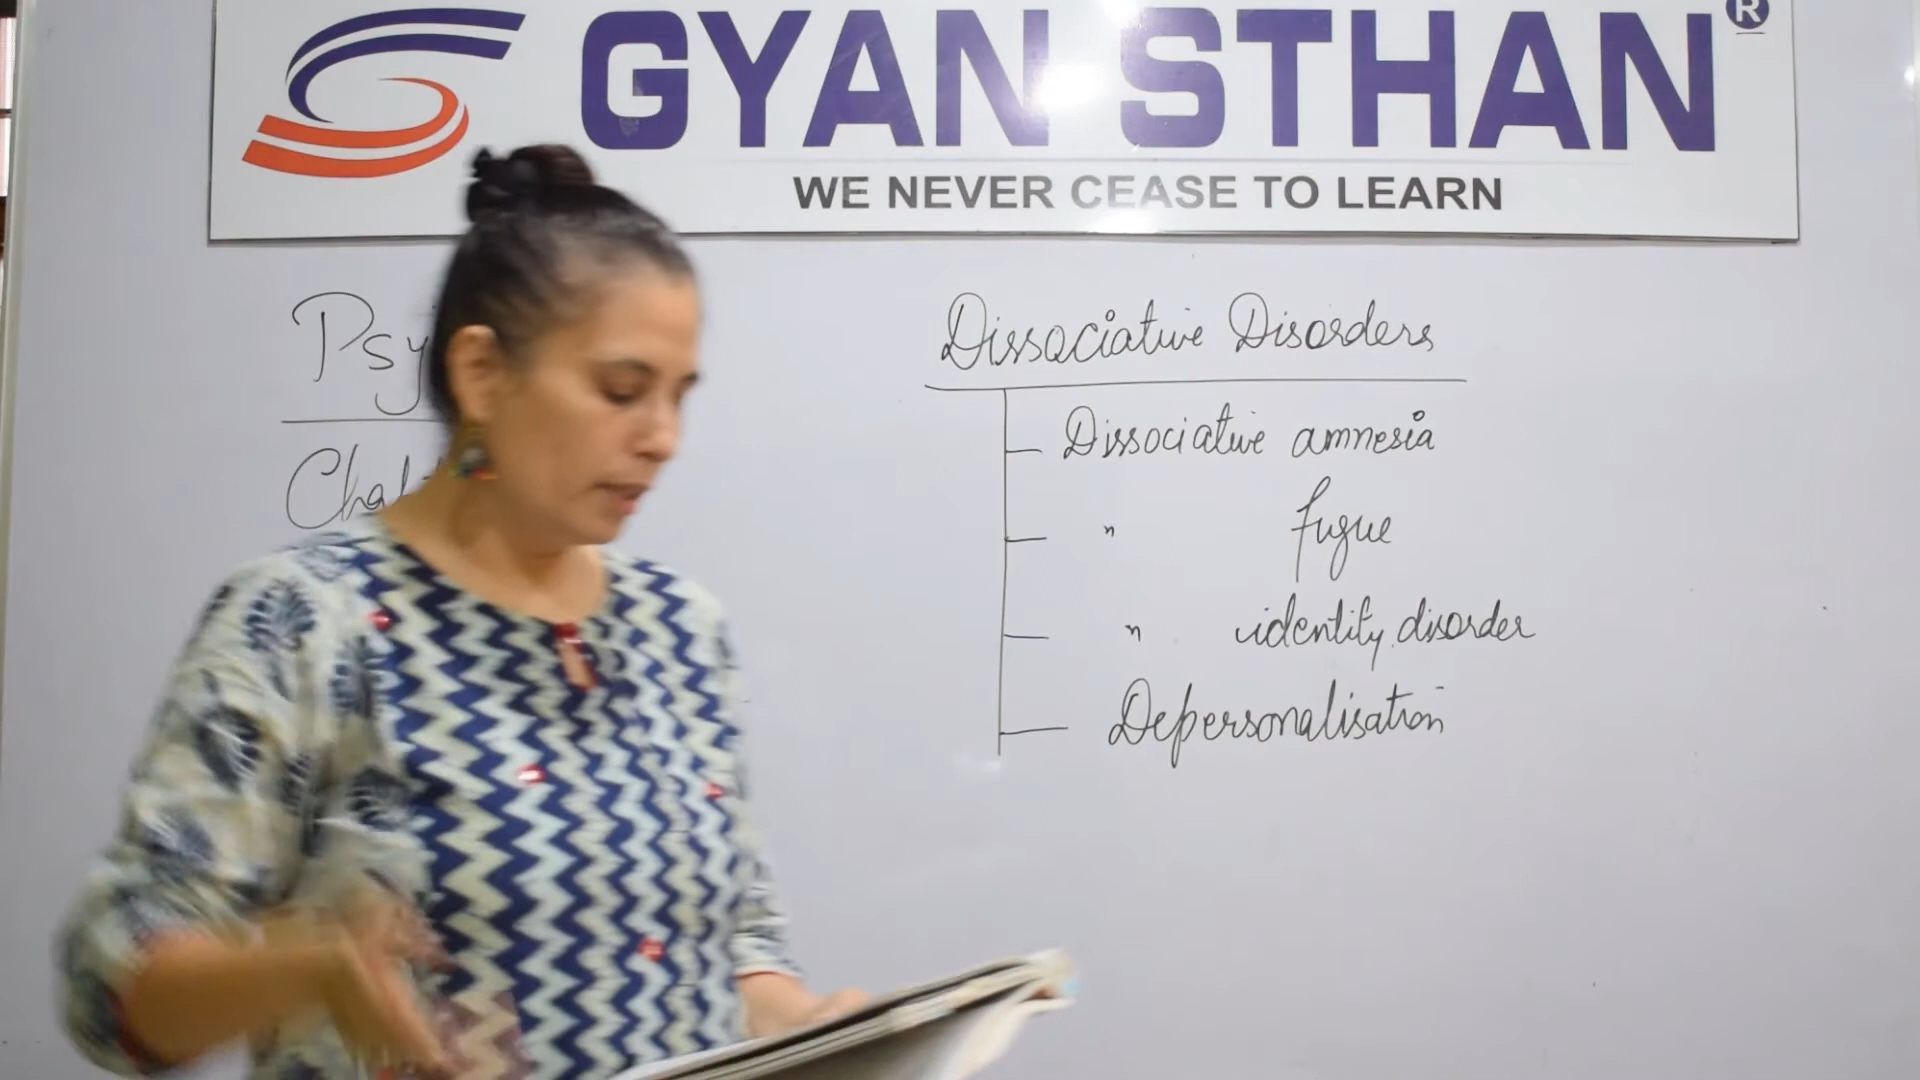 GYAN STHAN®
WE NEVER CEASE TO LEARN
Dissociative Disorders
Dissociative amnesia
" fugue
" identity disorder
Depersonalisation